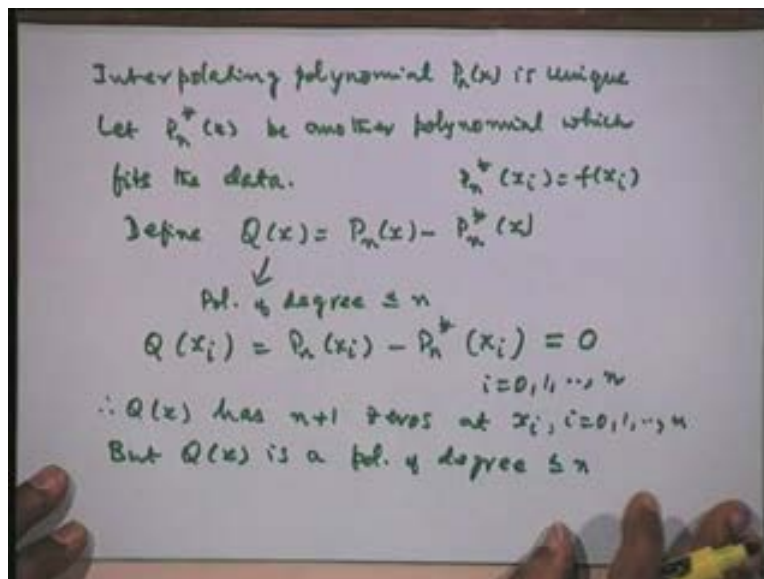 Interpolating polynomial Pₙ(x) is unique
Let Pₙ*(x) be another polynomial which
fits the data. Pₙ*(xᵢ) = f(xᵢ)
Define Q(x) = Pₙ(x) - Pₙ*(x)
↓
Pol. of degree ≤ n
Q(xᵢ) = Pₙ(xᵢ) - Pₙ*(xᵢ) = 0
i=0,1,..,n
∴ Q(x) has n+1 zeros at xᵢ, i=0,1,..,n
But Q(x) is a pol. of degree ≤ n